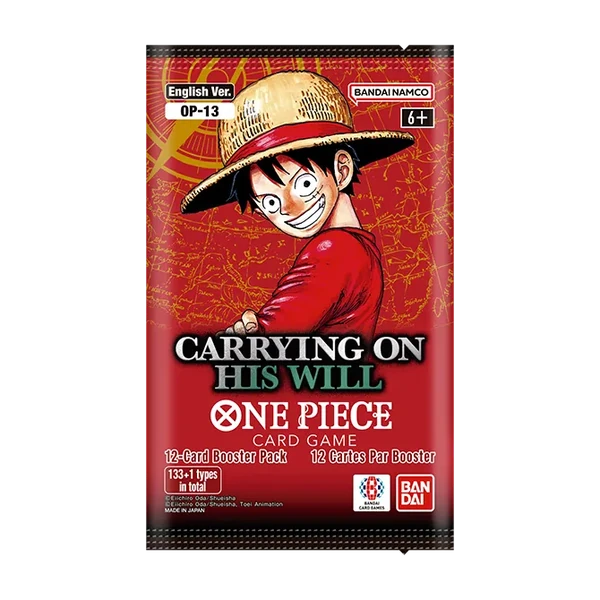 English Ver.
OP-13
BANDAI NAMCO
6+
CARRYING ON
HIS WILL
ONE PIECE
CARD GAME
12-Card Booster Pack 12 Cartes Par Booster
133+1 types
in total
©Eiichiro Oda/Shueisha
©Eiichiro Oda/Shueisha, Toei Animation
MADE IN JAPAN
BANDAI
CARD GAMES
BAN
DAI